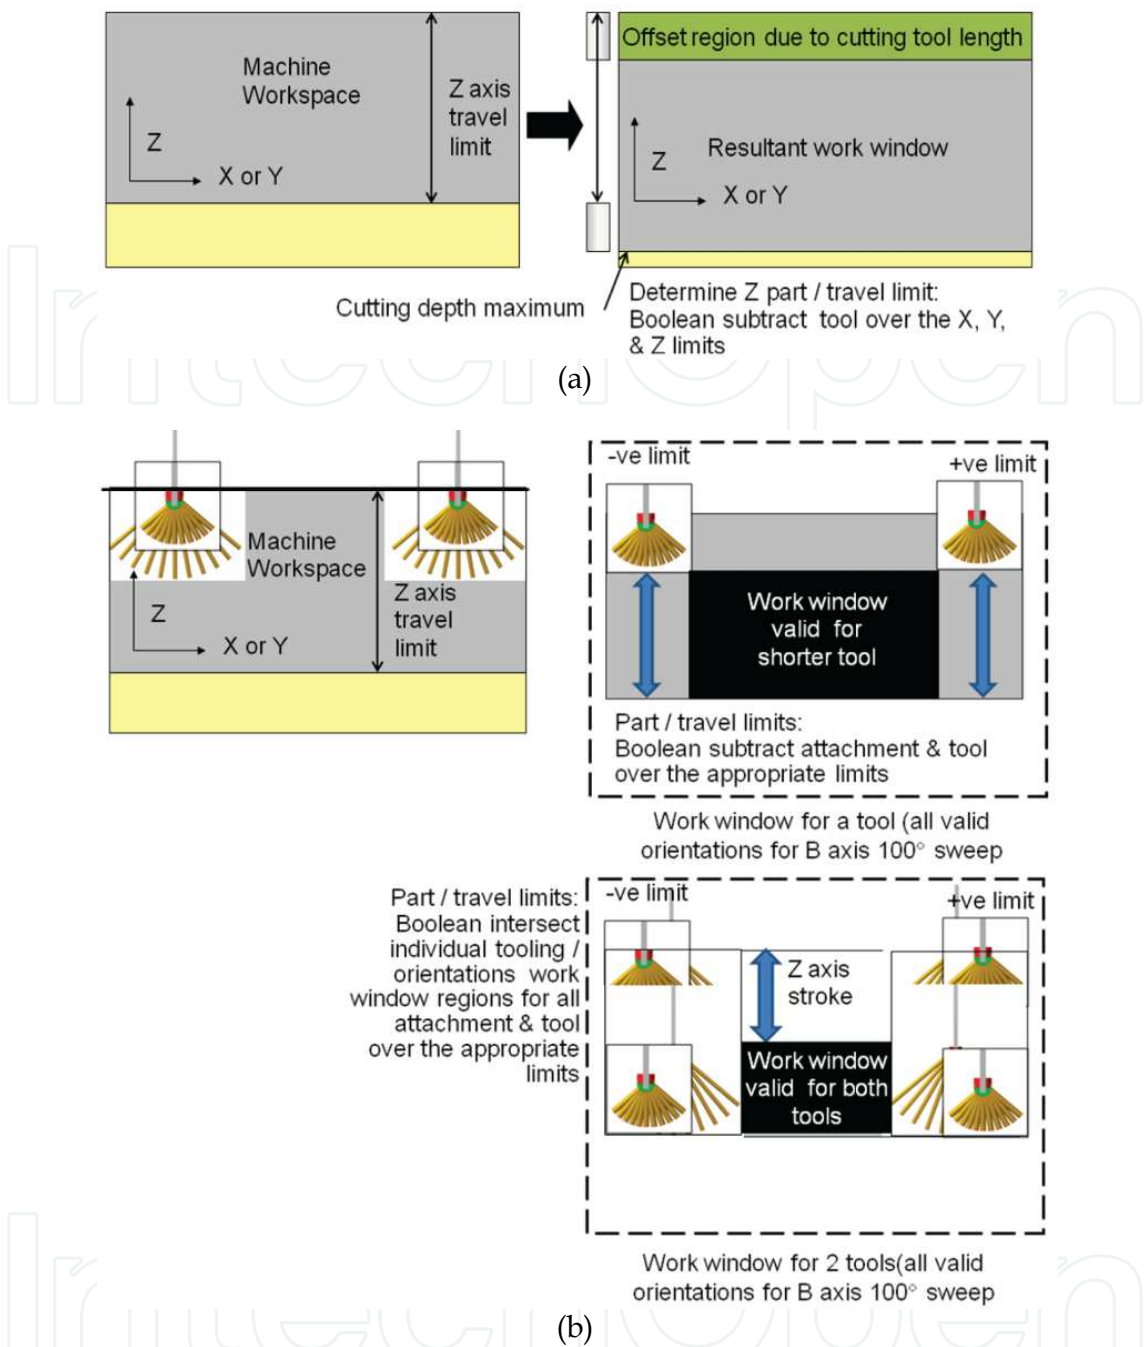 Machine
Workspace
Z axis
travel
limit
Z
X or Y
Offset region due to cutting tool length
Resultant work window
Z
X or Y
Cutting depth maximum
Determine Z part / travel limit:
Boolean subtract tool over the X, Y,
& Z limits
(a)
Machine
Workspace
Z axis
travel
limit
Z
X or Y
-ve limit
+ve limit
Work window
valid for
shorter tool
Part / travel limits:
Boolean subtract attachment & tool
over the appropriate limits
Work window for a tool (all valid
orientations for B axis 100° sweep
Part / travel limits:
Boolean intersect
individual tooling /
orientations work
window regions for all
attachment & tool
over the appropriate
limits
-ve limit
+ve limit
Z axis
stroke
Work window
valid for both
tools
Work window for 2 tools(all valid
orientations for B axis 100° sweep
(b)
IntechOpen
IntechOpen